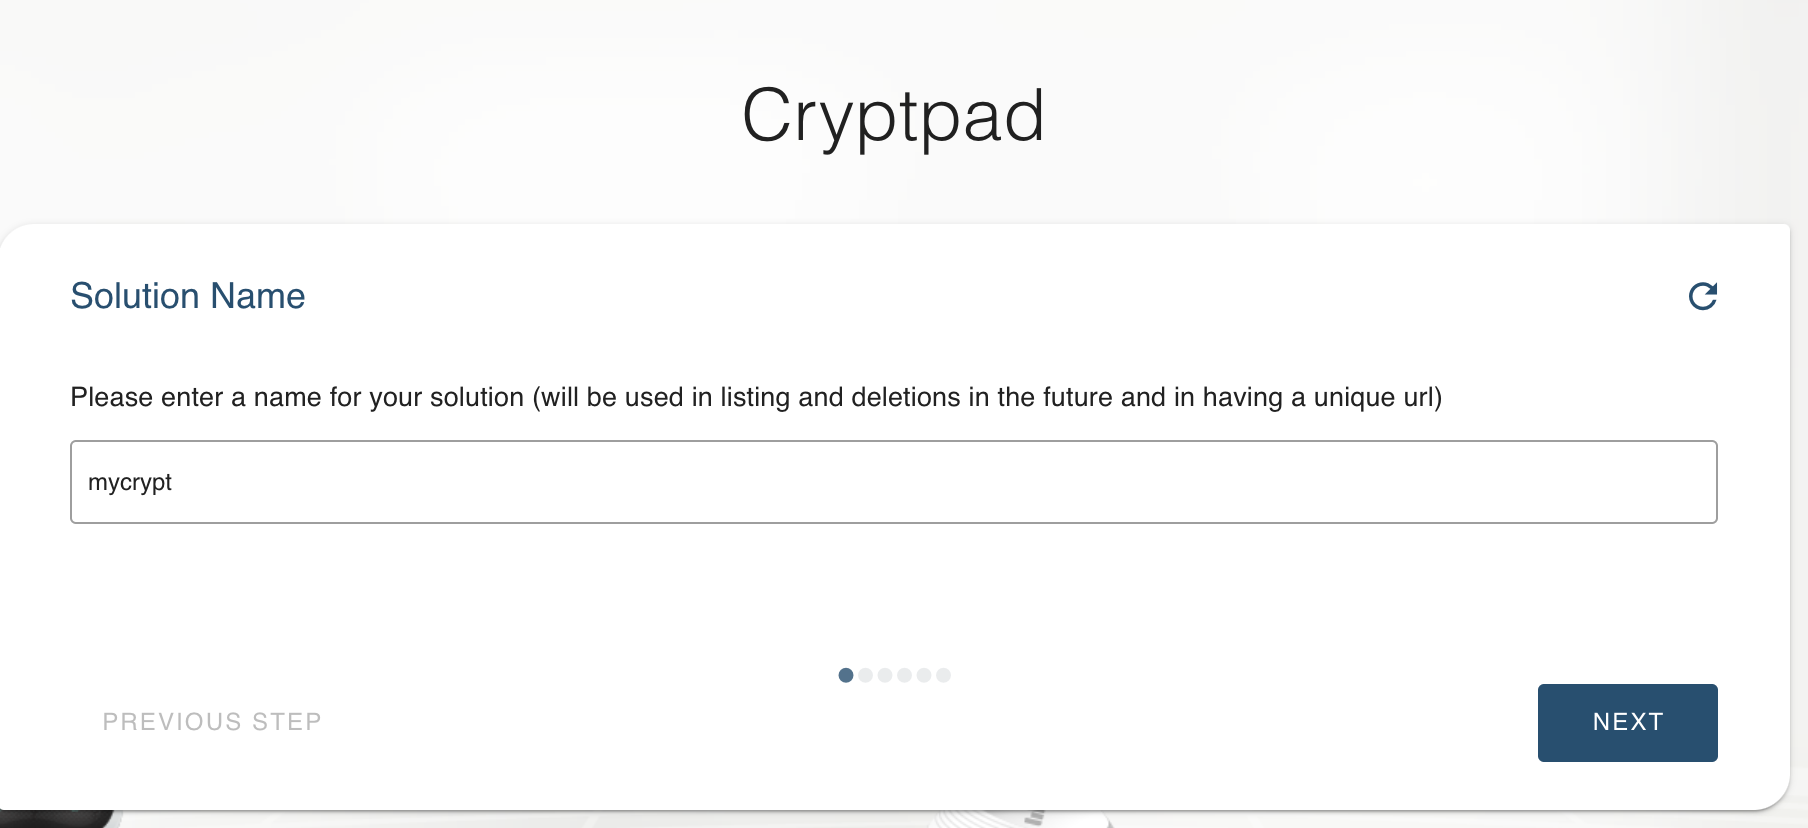 Cryptpad
Solution Name
Please enter a name for your solution (will be used in listing and deletions in the future and in having a unique url)
mycrypt
PREVIOUS STEP
NEXT